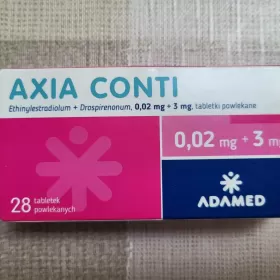 AXIA CONTI
Ethinylestradiolum + Drospirenonum, 0,02 mg + 3 mg, tabletki powlekane
0,02 mg + 3 m
28 tabletek
powlekanych
ADAMED